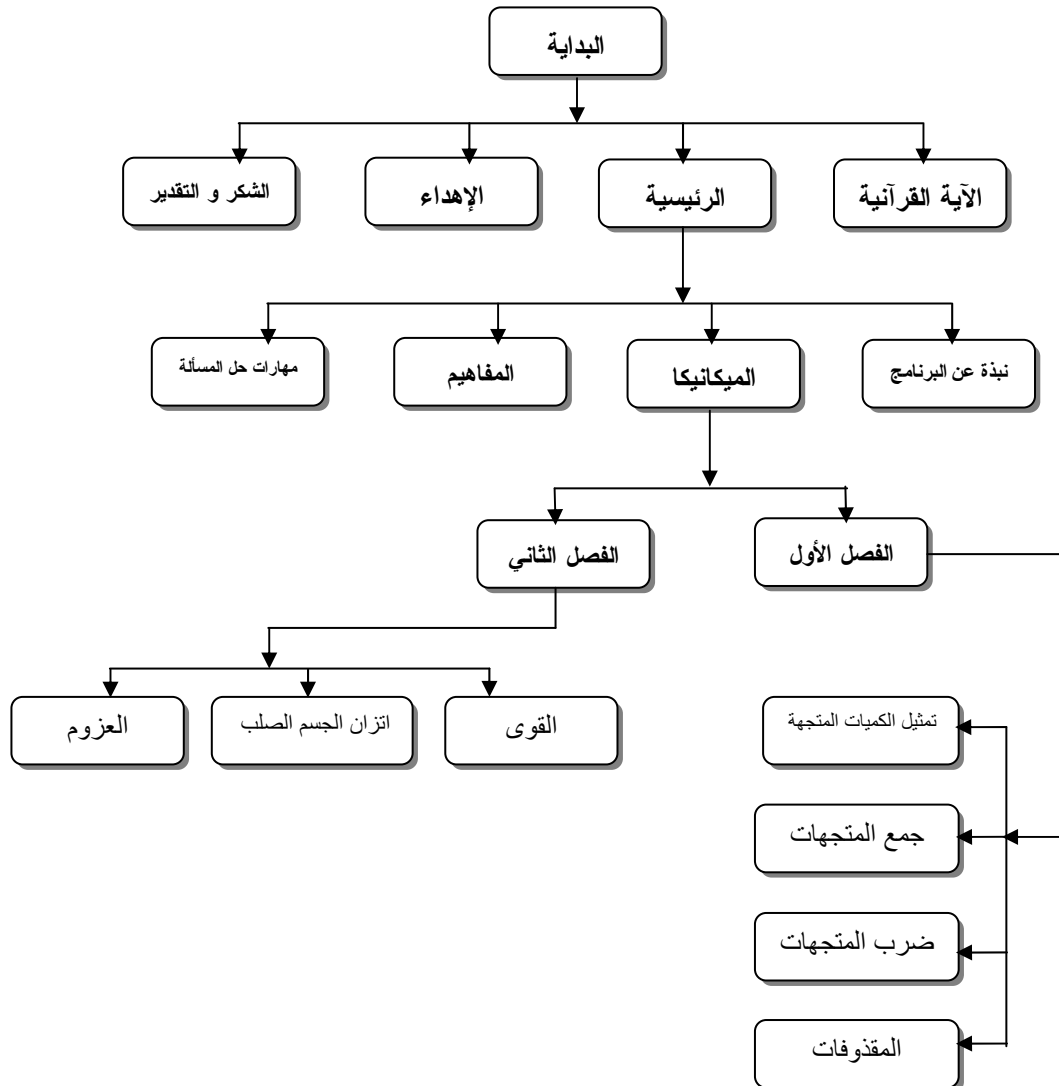 البداية
الآية القرآنية
الرئيسية
الإهداء
الشكر و التقدير
نبذة عن البرنامج
الميكانيكا
المفاهيم
مهارات حل المسألة
الفصل الأول
الفصل الثاني
القوى
اتزان الجسم الصلب
العزوم
تمثيل الكميات المتجهة
جمع المتجهات
ضرب المتجهات
المقذوفات